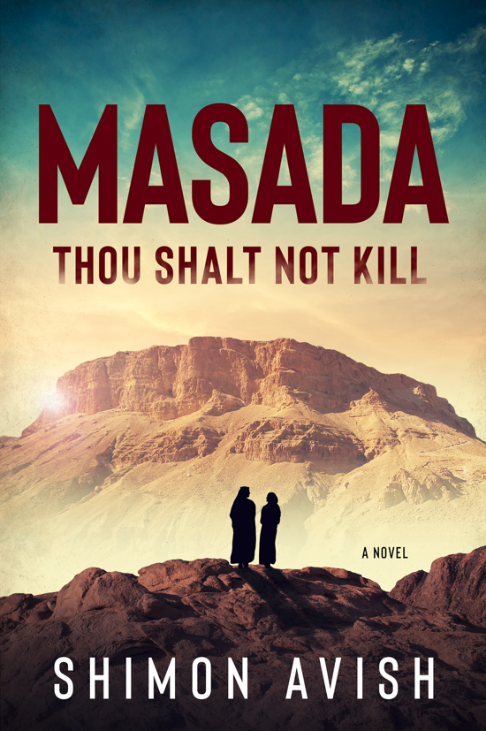 MASADA
THOU SHALT NOT KILL
A NOVEL
SHIMON AVISH